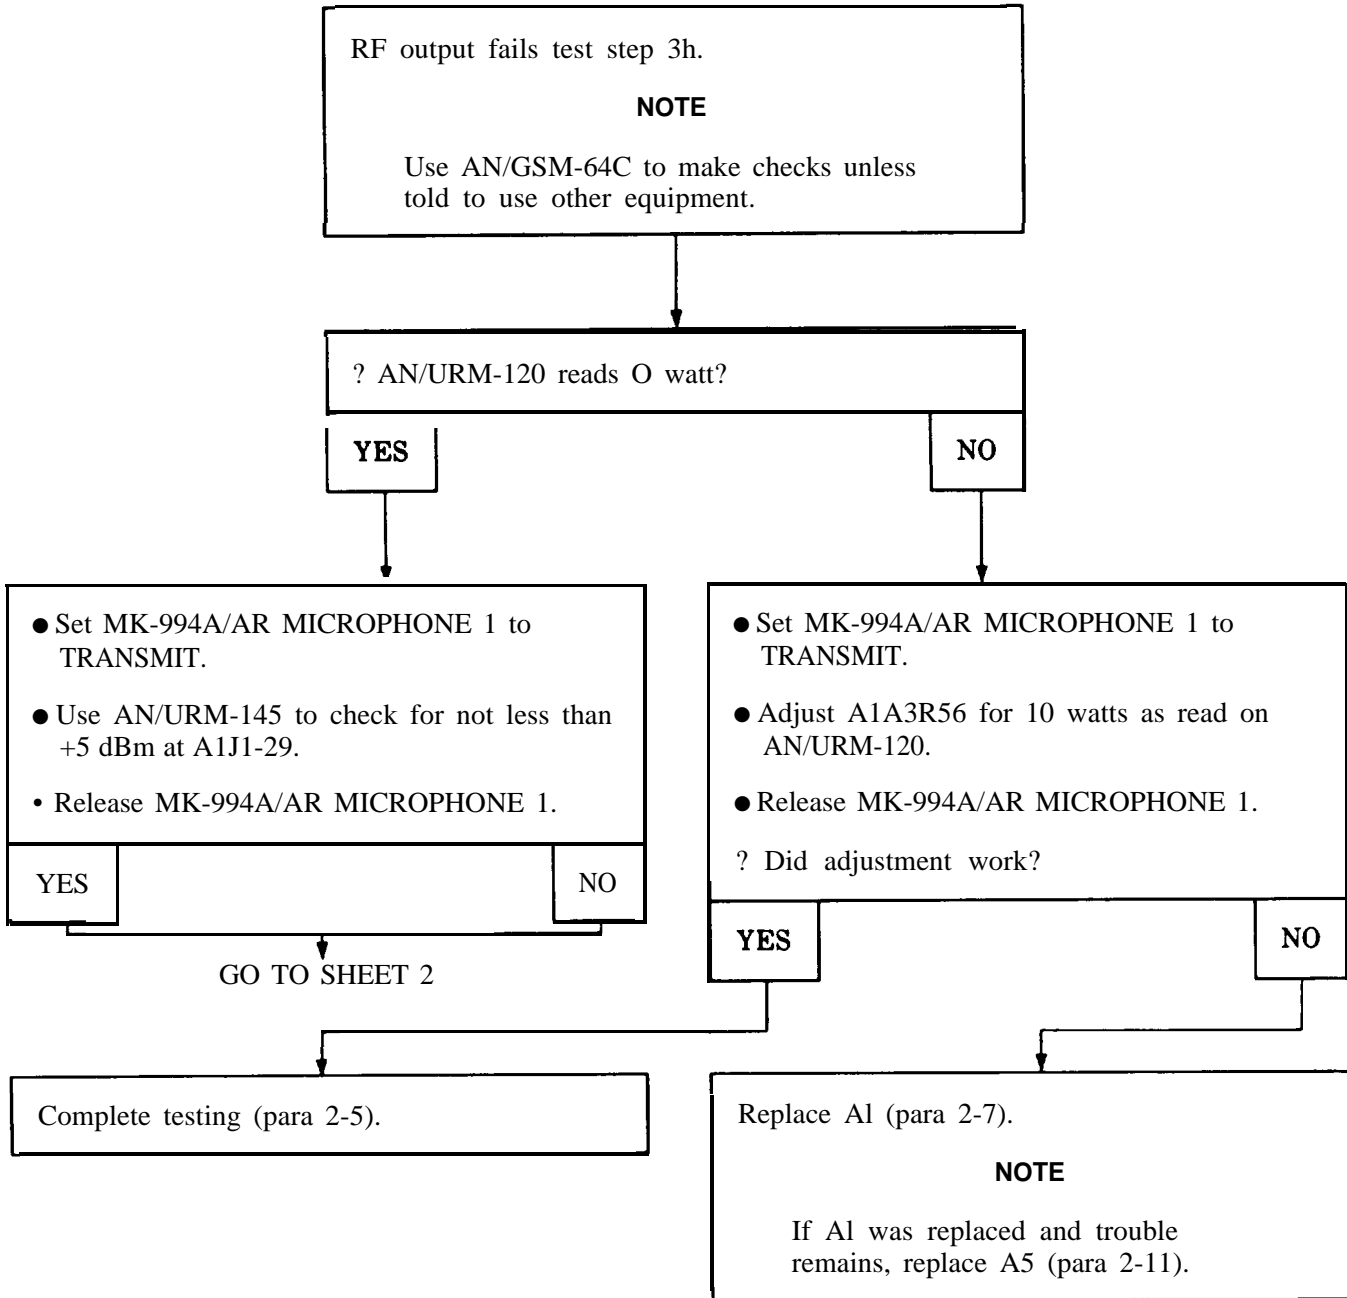 RF output fails test step 3h.
NOTE
Use AN/GSM-64C to make checks unless
told to use other equipment.
? AN/URM-120 reads O watt?
YES
NO
● Set MK-994A/AR MICROPHONE 1 to
TRANSMIT.
● Use AN/URM-145 to check for not less than
+5 dBm at A1J1-29.
• Release MK-994A/AR MICROPHONE 1.
YES
NO
GO TO SHEET 2
● Set MK-994A/AR MICROPHONE 1 to
TRANSMIT.
● Adjust A1A3R56 for 10 watts as read on
AN/URM-120.
● Release MK-994A/AR MICROPHONE 1.
? Did adjustment work?
YES
NO
Complete testing (para 2-5).
Replace Al (para 2-7).
NOTE
If Al was replaced and trouble
remains, replace A5 (para 2-11).